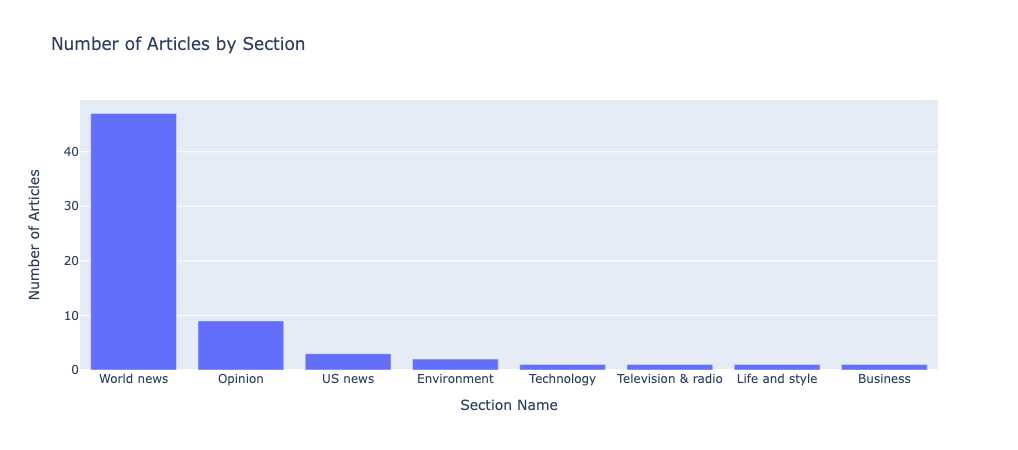 Number of Articles by Section
Number of Articles
40
30
20
10
0
World news Opinion US news Environment Technology Television & radio Life and style Business
Section Name